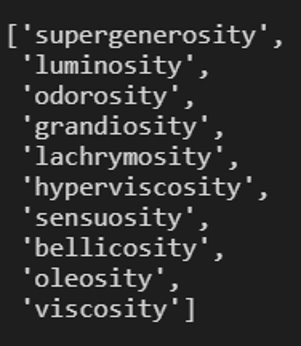 ['supergenerosity',
'luminosity',
'odorosity',
'grandiosity',
'lachrymosity',
'hyperviscosity',
'sensuosity',
'bellicosity',
'oleosity',
'viscosity']